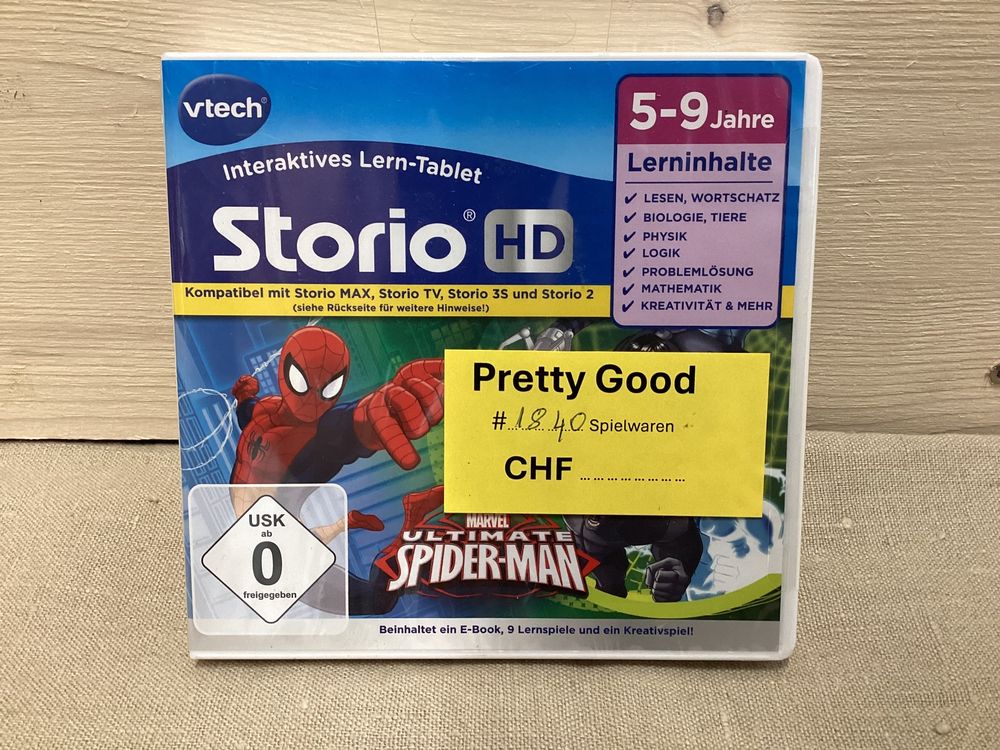 vtech®
5-9 Jahre
Interaktives Lern-Tablet
Lerninhalte
Storio® HD
✔ LESEN, WORTSCHATZ
✔ BIOLOGIE, TIERE
✔ PHYSIK
✔ LOGIK
✔ PROBLEMLÖSUNG
✔ MATHEMATIK
✔ KREATIVITÄT & MEHR
Kompatibel mit Storio MAX, Storio TV, Storio 3S und Storio 2
(siehe Rückseite für weitere Hinweise!)
Pretty Good
# 1840 Spielwaren
CHF ........................
USK
ab
0
freigegeben
MARVEL
ULTIMATE
SPIDER-MAN
Beinhaltet ein E-Book, 9 Lernspiele und ein Kreativspiel!